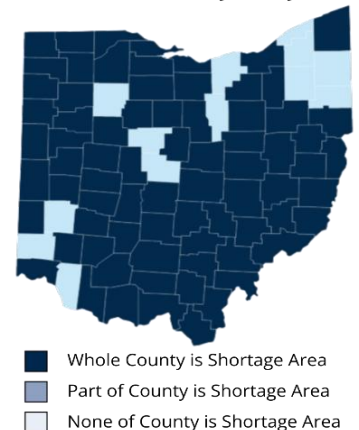 Whole County is Shortage Area
Part of County is Shortage Area
None of County is Shortage Area